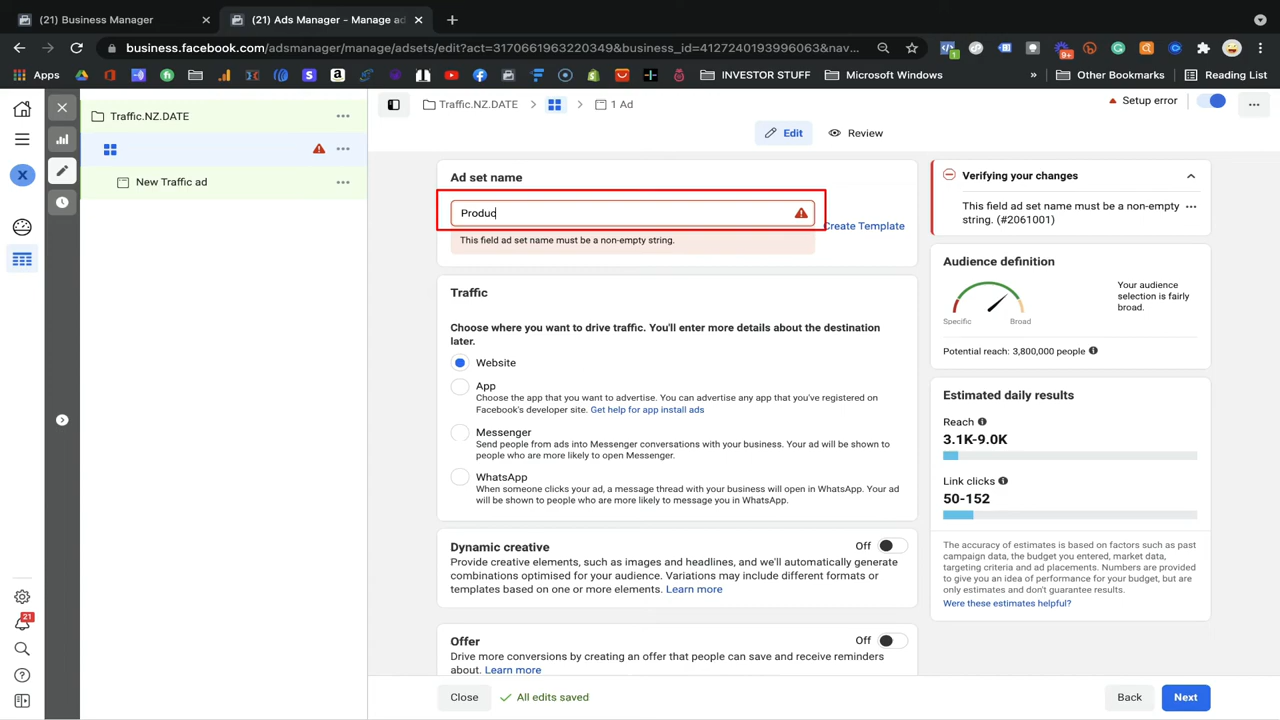 (21) Business Manager
(21) Ads Manager - Manage ad
business.facebook.com/adsmanager/manage/adsets/edit?act=3170661963220349&business_id=4127240193996063&nav...
Apps
INVESTOR STUFF
Microsoft Windows
»
Other Bookmarks
Reading List
Traffic.NZ.DATE
New Traffic ad
X
21
Traffic.NZ.DATE
1 Ad
Setup error
Edit
Review
Ad set name
Produc
Create Template
This field ad set name must be a non-empty string.
Traffic
Choose where you want to drive traffic. You'll enter more details about the destination
later.
Website
App
Choose the app that you want to advertise. You can advertise any app that you've registered on
Facebook's developer site. Get help for app install ads
Messenger
Send people from ads into Messenger conversations with your business. Your ad will be shown to
people who are more likely to open Messenger.
WhatsApp
When someone clicks your ad, a message thread with your business will open in WhatsApp. Your ad
will be shown to people who are more likely to message you in WhatsApp.
Dynamic creative
Off
Provide creative elements, such as images and headlines, and we'll automatically generate
combinations optimised for your audience. Variations may include different formats or
templates based on one or more elements. Learn more
Offer
Off
Drive more conversions by creating an offer that people can save and receive reminders
about. Learn more
Close
All edits saved
Back
Next
Verifying your changes
This field ad set name must be a non-empty
string. (#2061001)
Audience definition
Specific
Broad
Your audience
selection is fairly
broad.
Potential reach: 3,800,000 people
Estimated daily results
Reach
3.1K-9.0K
Link clicks
50-152
The accuracy of estimates is based on factors such as past
campaign data, the budget you entered, market data,
targeting criteria and ad placements. Numbers are provided
to give you an idea of performance for your budget, but are
only estimates and don't guarantee results.
Were these estimates helpful?